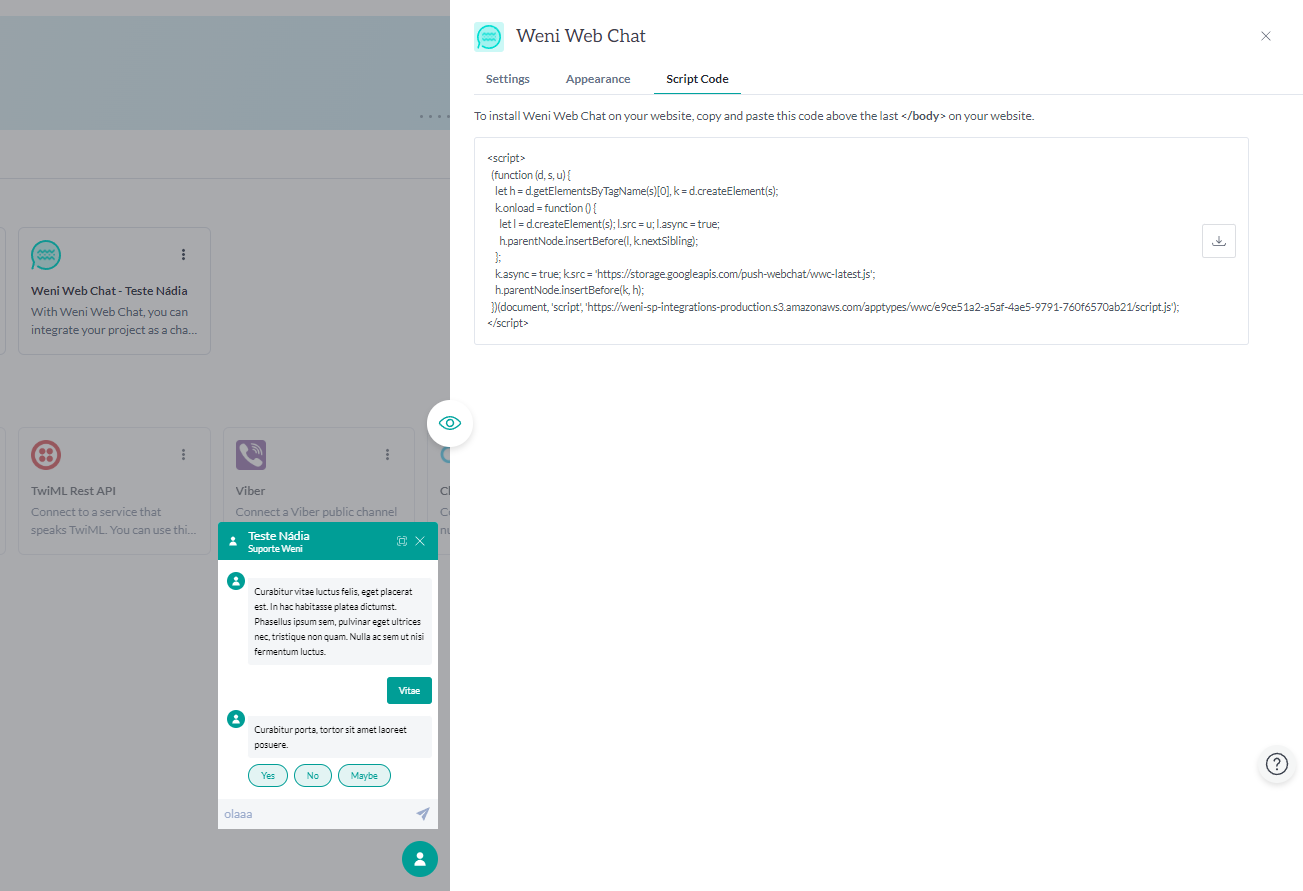 Weni Web Chat
Settings
Appearance
Script Code
To install Weni Web Chat on your website, copy and paste this code above the last </body> on your website.
<script>
(function (d, s, u) {
let h = d.getElementsByTagName(s)[0], k = d.createElement(s);
k.onload = function () {
let l = d.createElement(s); l.src = u; l.async = true;
h.parentNode.insertBefore(l, k.nextSibling);
};
k.async = true; k.src = 'https://storage.googleapis.com/push-webchat/wwc-latest.js';
h.parentNode.insertBefore(k, h);
})(document, 'script', 'https://weni-sp-integrations-production.s3.amazonaws.com/apptypes/wwc/e9ce51a2-a5af-4ae5-9791-760f6570ab21/script.js');
</script>
Weni Web Chat - Teste Nádia
With Weni Web Chat, you can
integrate your project as a cha...
TwiML Rest API
Connect to a service that
speaks TwiML. You can use thi...
Viber
Connect a Viber public channel
Teste Nádia
Suporte Weni
Curabitur vitae luctus felis, eget placerat
est. In hac habitasse platea dictumst.
Phasellus ipsum sem, pulvinar eget ultrices
nec, tristique non quam. Nulla ac sem ut nisi
fermentum luctus.
Vitae
Curabitur porta, tortor sit amet laoreet
posuere.
Yes
No
Maybe
olaaa